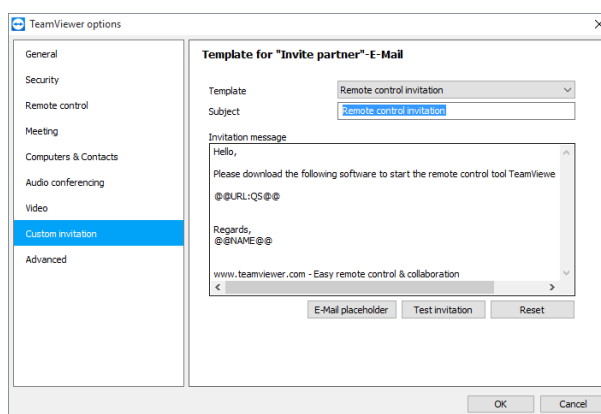 TeamViewer options
General
Security
Remote control
Meeting
Computers & Contacts
Audio conferencing
Video
Custom invitation
Advanced
Template for "Invite partner"-E-Mail
Template
Remote control invitation
Subject
Remote control invitation
Invitation message
Hello,
Please download the following software to start the remote control tool TeamViewe
@@URL:QS@@
Regards,
@@NAME@@
www.teamviewer.com - Easy remote control & collaboration
E-Mail placeholder
Test invitation
Reset
OK
Cancel